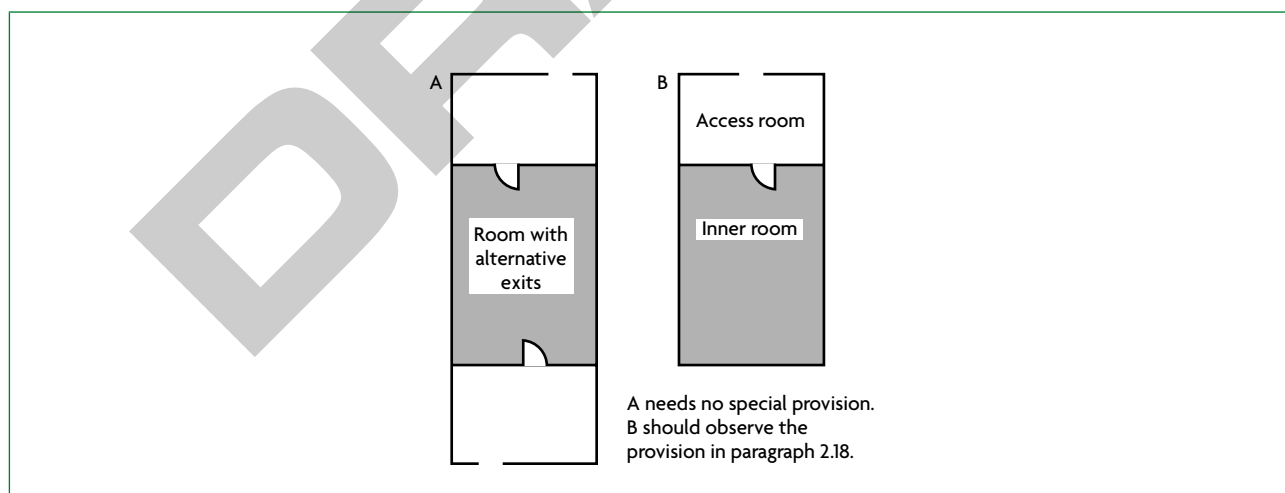 DR
A
B
Access room
Room with
alternative
exits
Inner room
A needs no special provision.
B should observe the
provision in paragraph 2.18.